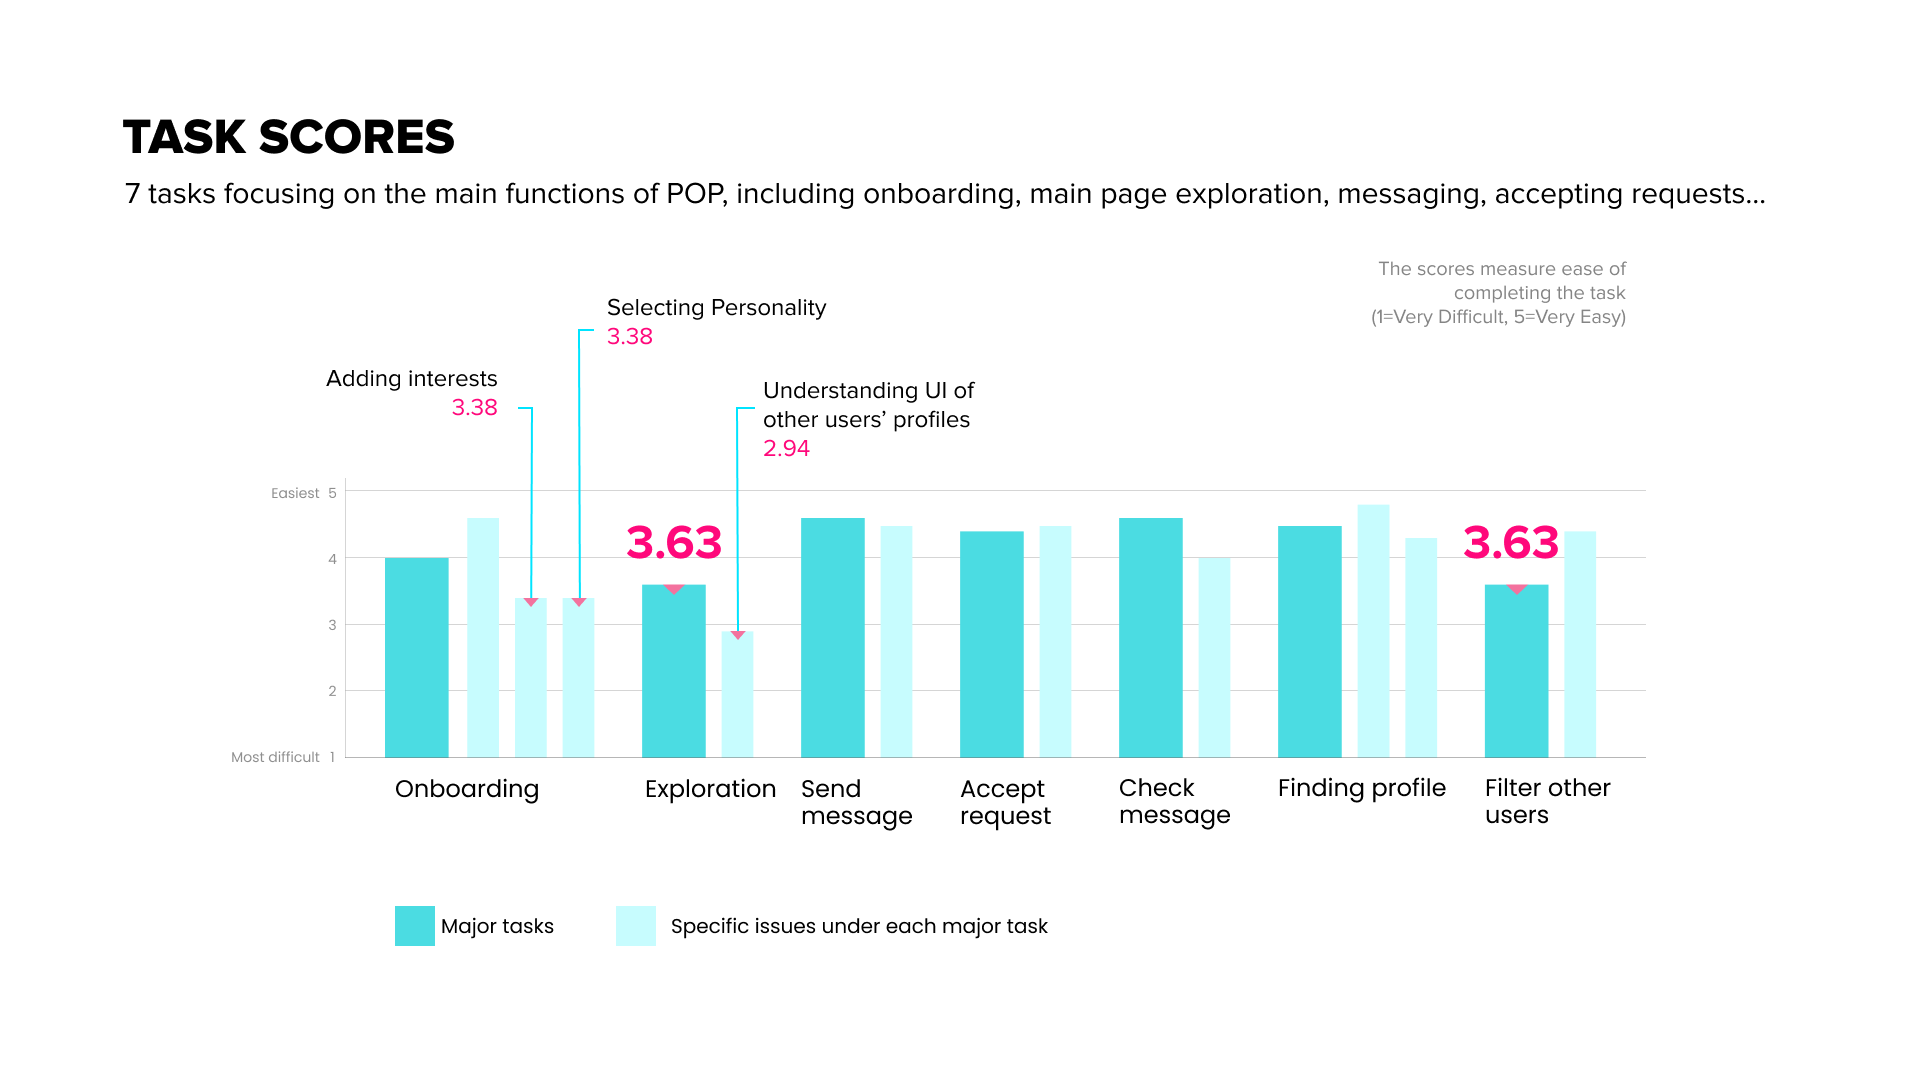 TASK SCORES
7 tasks focusing on the main functions of POP, including onboarding, main page exploration, messaging, accepting requests...
The scores measure ease of
completing the task
(1=Very Difficult, 5=Very Easy)
Selecting Personality
3.38
Adding interests
3.38
Understanding UI of
other users’ profiles
2.94
Easiest 5
4
3
2
Most difficult 1
3.63
3.63
Onboarding
Exploration
Send
message
Accept
request
Check
message
Finding profile
Filter other
users
Major tasks
Specific issues under each major task